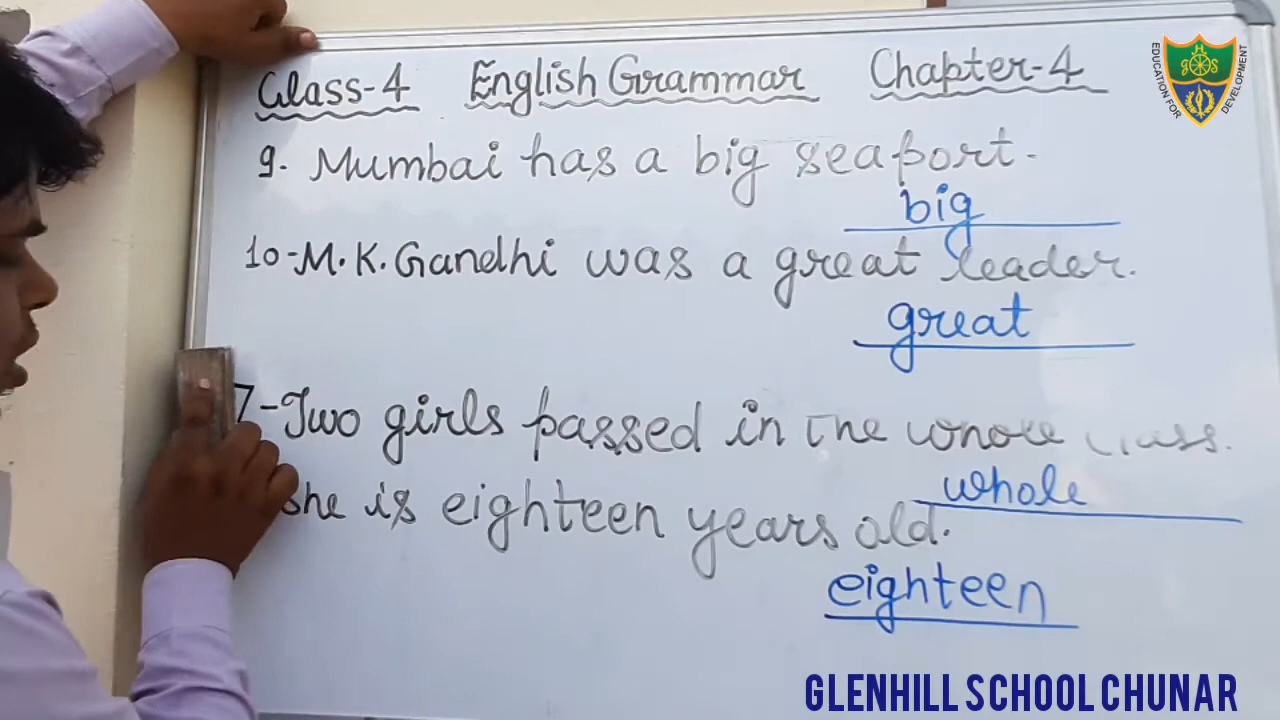 Class-4 English Grammar Chapter-4
9. Mumbai has a big seaport.
big
10-M.K. Gandhi was a great leader.
great
7-Two girls passed in the whole class.
whole
She is eighteen years old.
eighteen
EDUCATION FOR DEVELOPMENT
GHS
GLENHILL SCHOOL CHUNAR